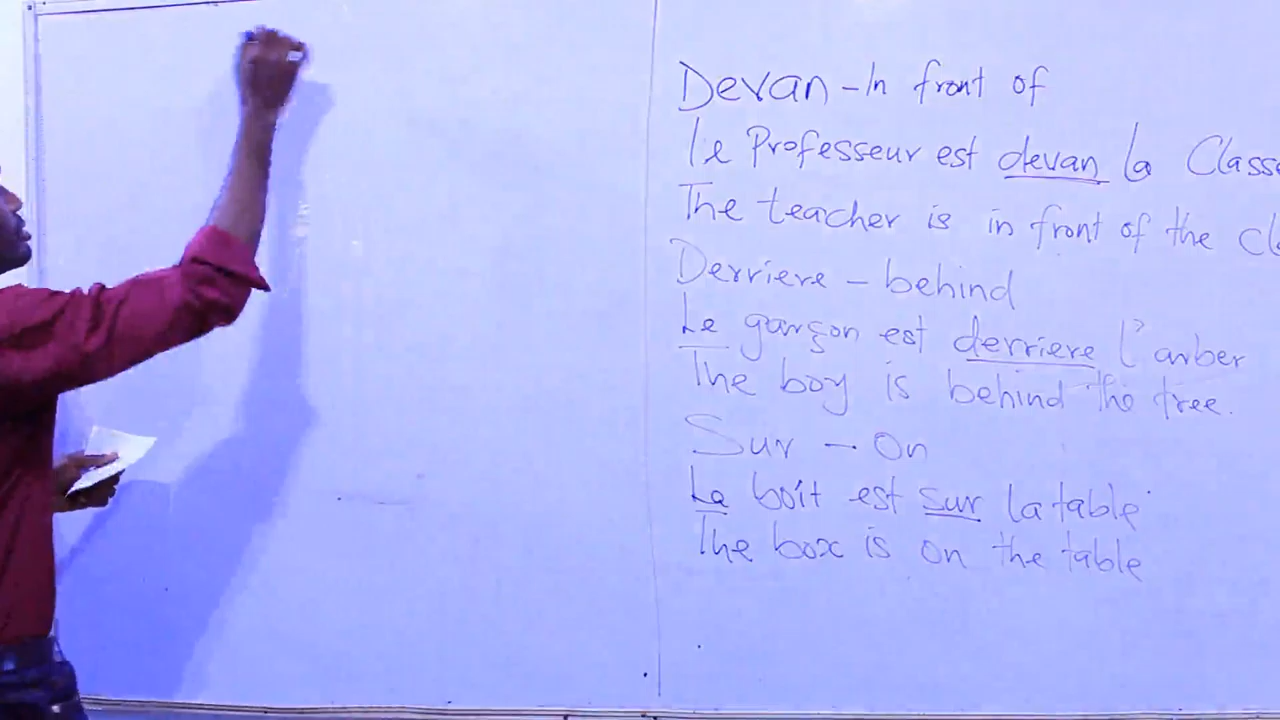 Devan - In front of
le Professeur est devan la Classe
The teacher is in front of the
Derriere - behind
Le garçon est derriere l'arber
The boy is behind the tree.
Sur - On
La boit est sur la table
The box is on the table